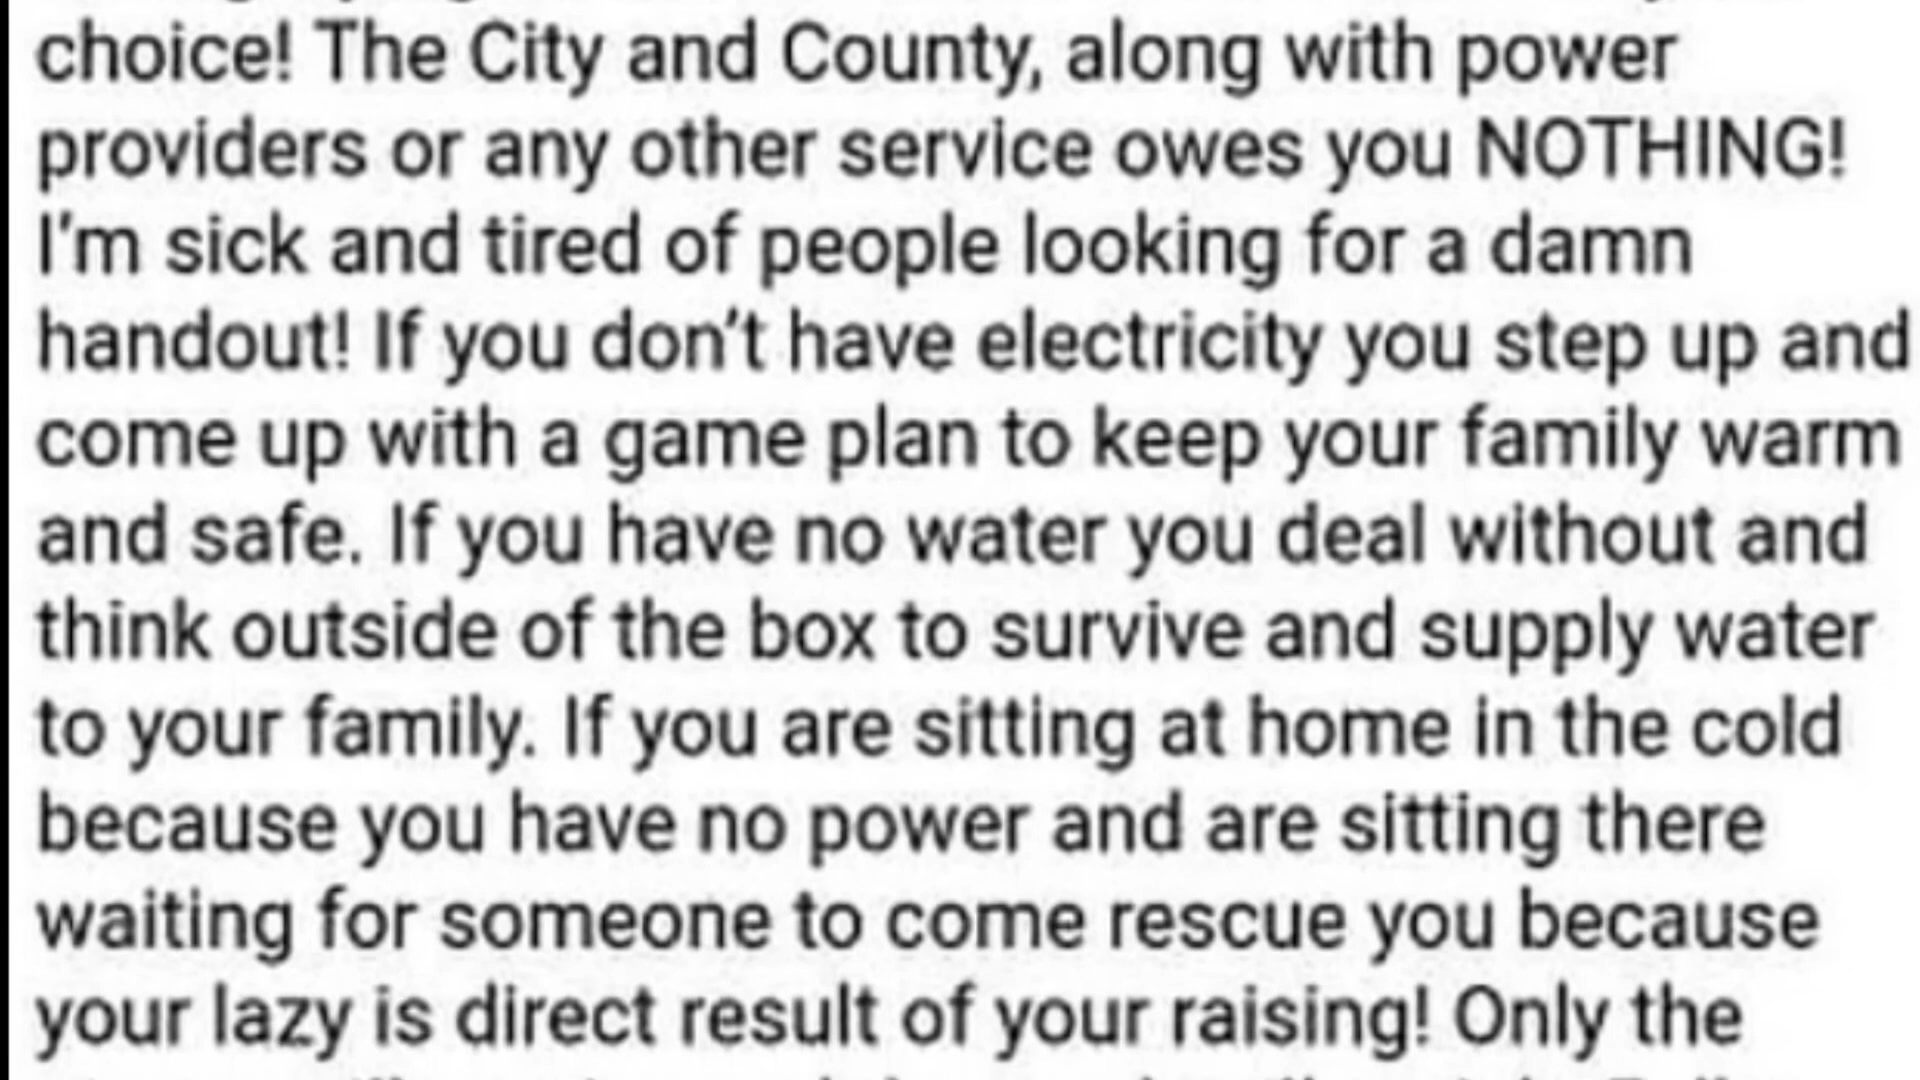 choice! The City and County, along with power
providers or any other service owes you NOTHING!
I'm sick and tired of people looking for a damn
handout! If you don't have electricity you step up and
come up with a game plan to keep your family warm
and safe. If you have no water you deal without and
think outside of the box to survive and supply water
to your family. If you are sitting at home in the cold
because you have no power and are sitting there
waiting for someone to come rescue you because
your lazy is direct result of your raising! Only the